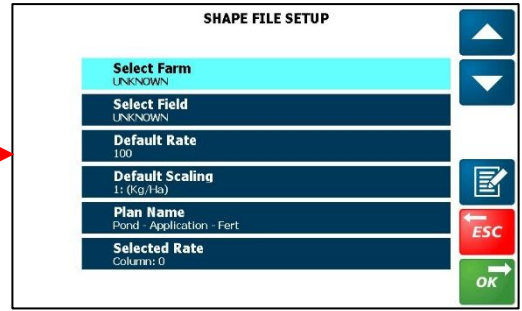 SHAPE FILE SETUP
Select Farm
UNKNOWN
Select Field
UNKNOWN
Default Rate
100
Default Scaling
1: (Kg/Ha)
Plan Name
Pond - Application - Fert
Selected Rate
Column: 0
ESC
OK